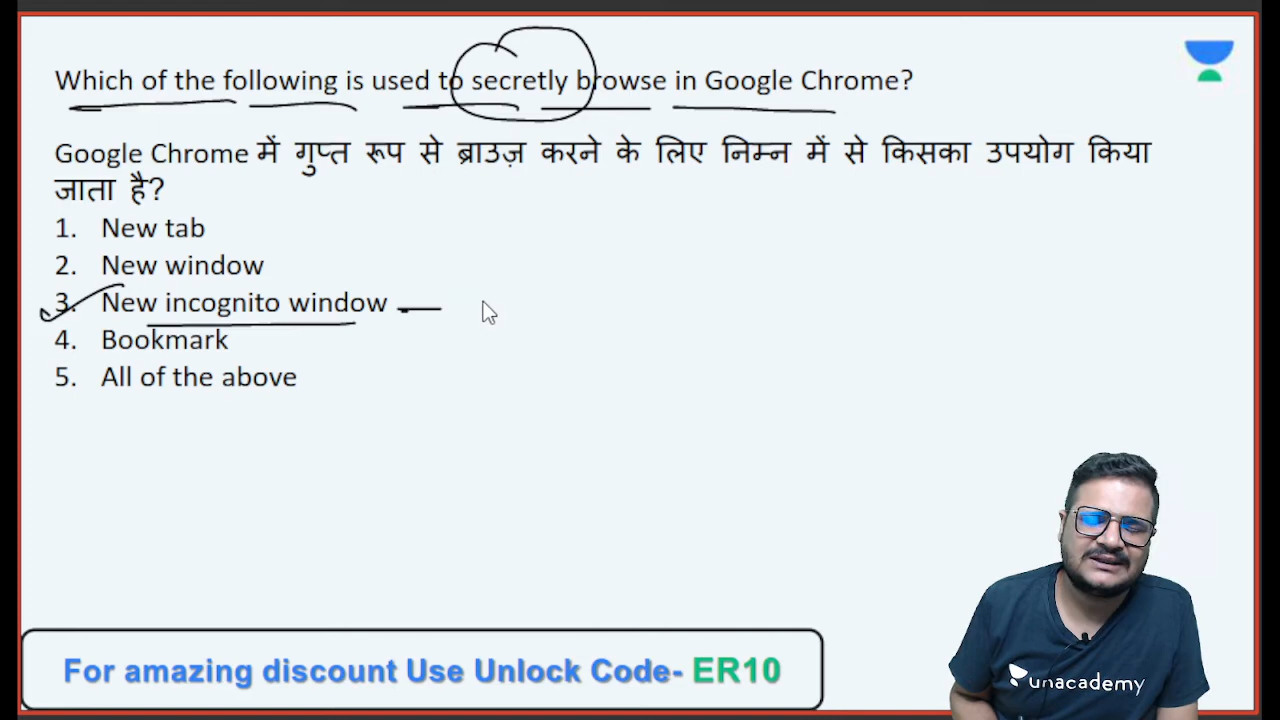 Which of the following is used to secretly browse in Google Chrome?
Google Chrome में गुप्त रूप से ब्राउज़ करने के लिए निम्न में से किसका उपयोग किया
जाता है?
1. New tab
2. New window
3. New incognito window
4. Bookmark
5. All of the above
For amazing discount Use Unlock Code- ER10
unacademy